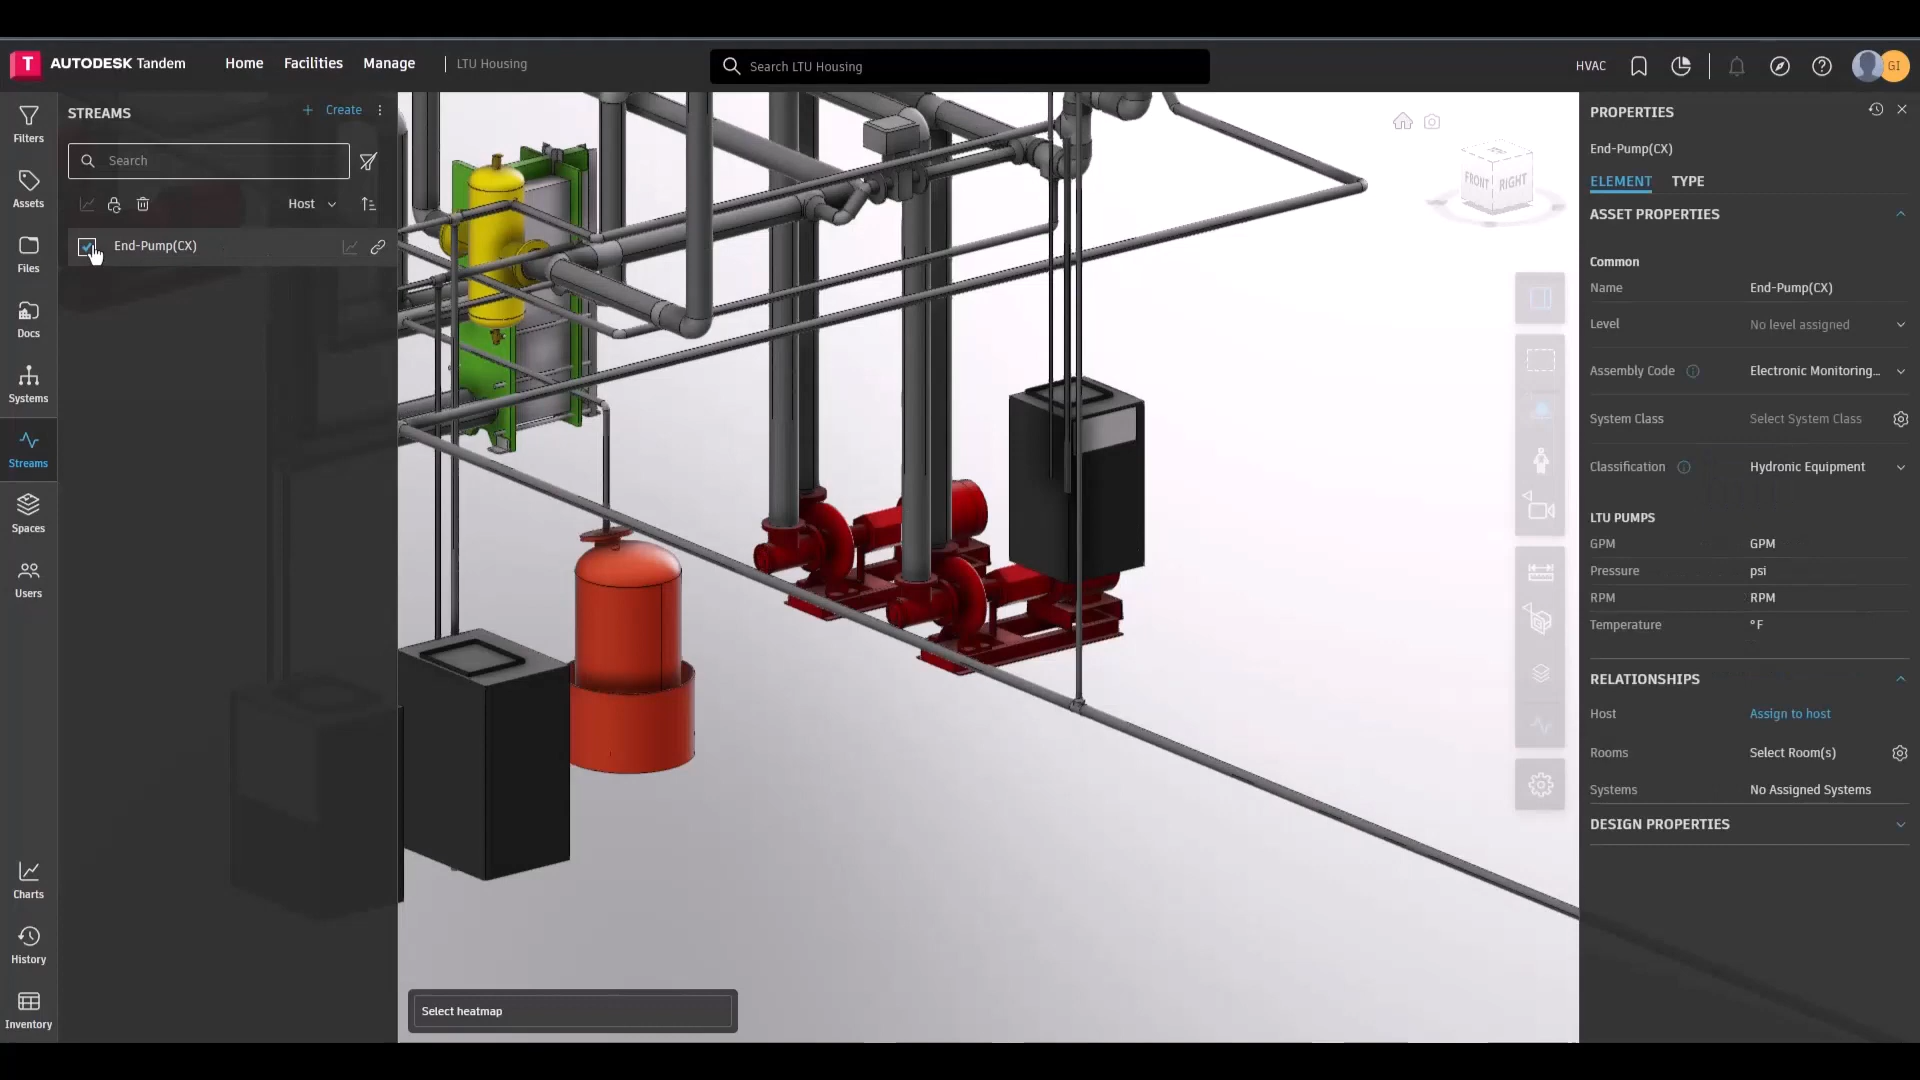 T AUTODESK Tandem Home Facilities Manage LTU Housing Search LTU Housing HVAC GI
Filters
Assets
Files
Docs
Systems
Streams
Spaces
Users
Charts
History
Inventory
STREAMS + Create
Search
Host
End-Pump(CX)
FRONT RIGHT
Select heatmap
PROPERTIES
End-Pump(CX)
ELEMENT TYPE
ASSET PROPERTIES
Common
Name End-Pump(CX)
Level No level assigned
Assembly Code Electronic Monitoring...
System Class Select System Class
Classification Hydronic Equipment
LTU PUMPS
GPM GPM
Pressure psi
RPM RPM
Temperature °F
RELATIONSHIPS
Host Assign to host
Rooms Select Room(s)
Systems No Assigned Systems
DESIGN PROPERTIES